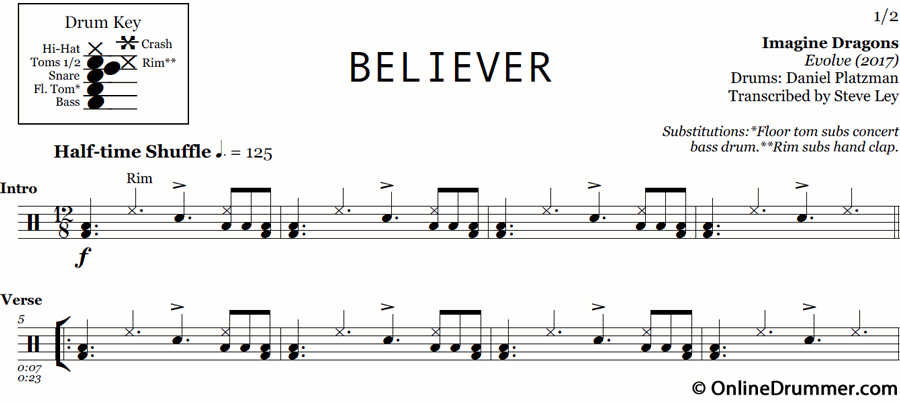 Drum Key
Hi-Hat
Crash
Toms 1/2
Rim**
Snare
Fl. Tom*
Bass
BELIEVER
1/2
Imagine Dragons
Evolve (2017)
Drums: Daniel Platzman
Transcribed by Steve Ley
Substitutions:*Floor tom subs concert
bass drum.**Rim subs hand clap.
Half-time Shuffle ♩. = 125
Rim
Intro
12
8
f
Verse
5
0:07
0:23
© OnlineDrummer.com